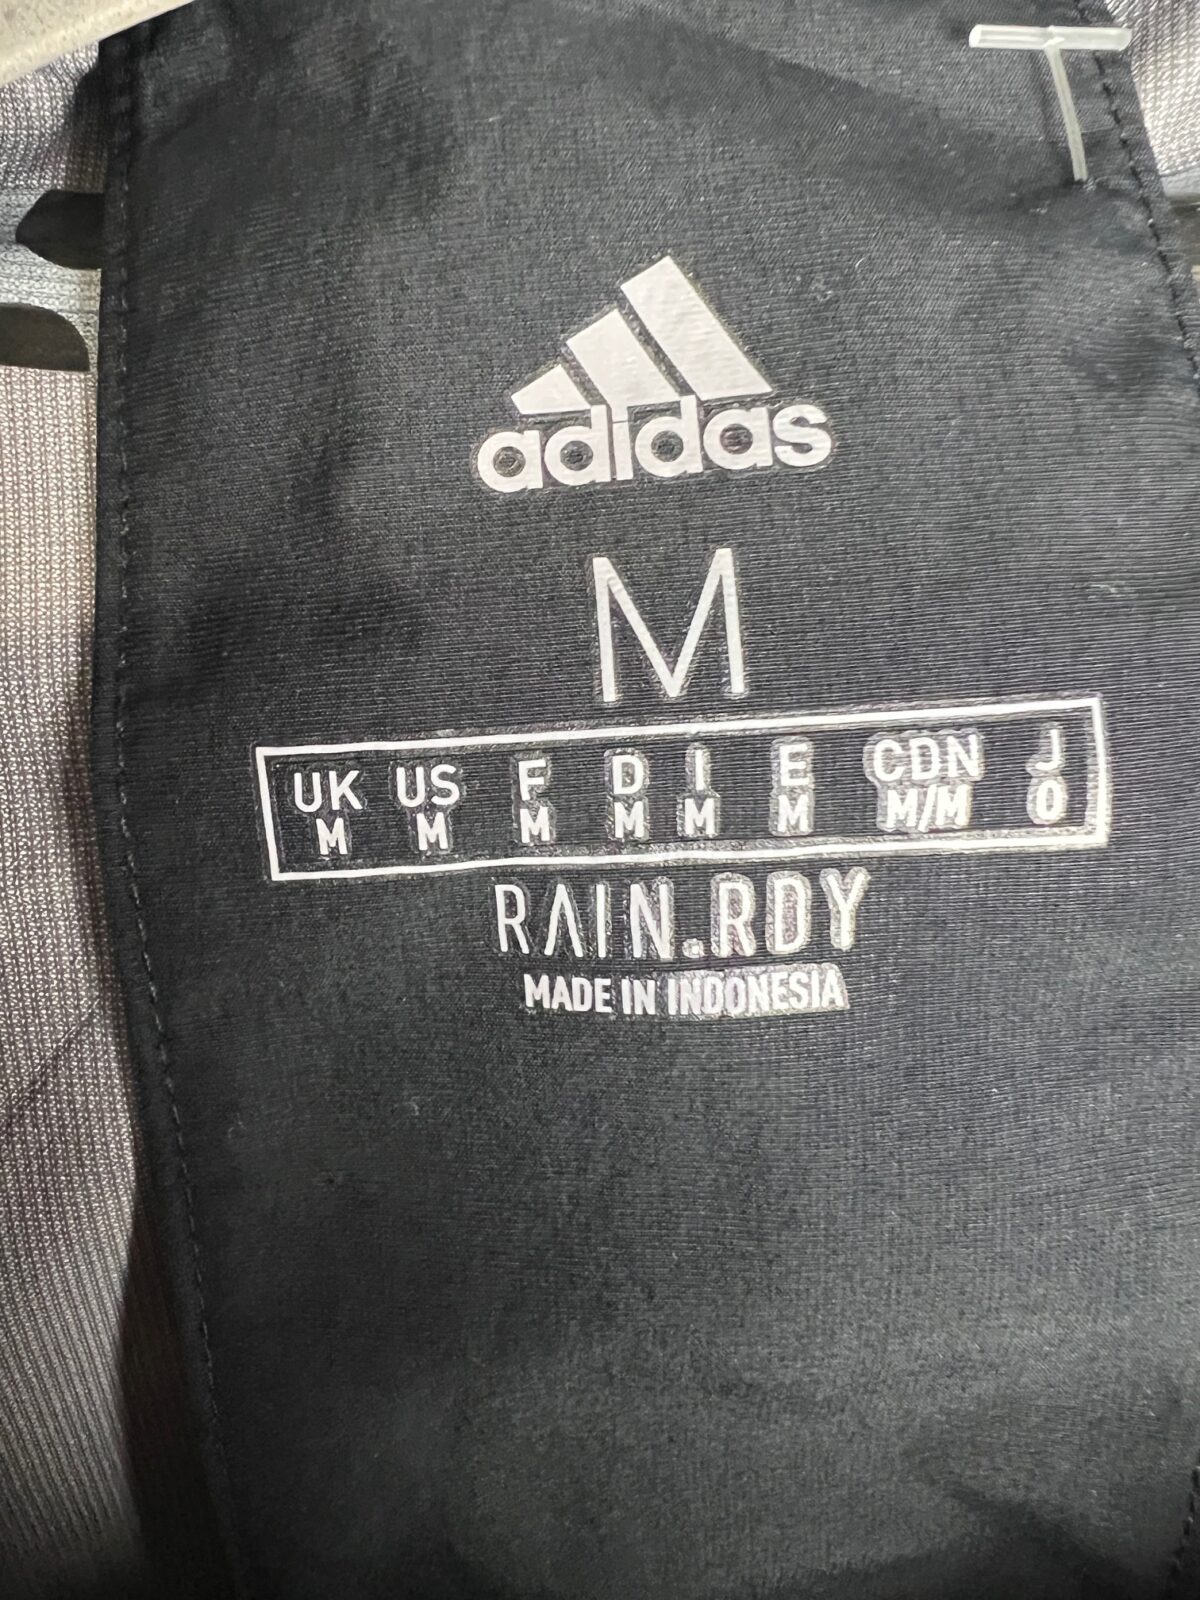 adidas
M
UK US F D I E CDN J
M M M M M M M/M O
RAIN.RDY
MADE IN INDONESIA